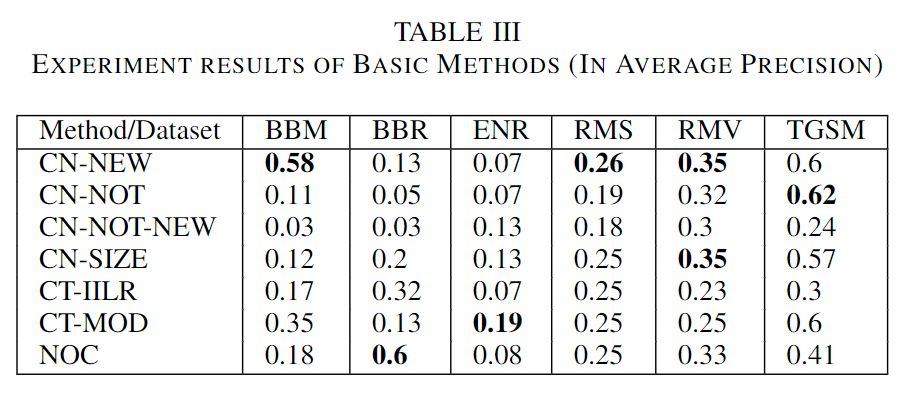 TABLE III
EXPERIMENT RESULTS OF BASIC METHODS (IN AVERAGE PRECISION)
Method/Dataset BBM BBR ENR RMS RMV TGSM
CN-NEW 0.58 0.13 0.07 0.26 0.35 0.6
CN-NOT 0.11 0.05 0.07 0.19 0.32 0.62
CN-NOT-NEW 0.03 0.03 0.13 0.18 0.3 0.24
CN-SIZE 0.12 0.2 0.13 0.25 0.35 0.57
CT-IILR 0.17 0.32 0.07 0.25 0.23 0.3
CT-MOD 0.35 0.13 0.19 0.25 0.25 0.6
NOC 0.18 0.6 0.08 0.25 0.33 0.41